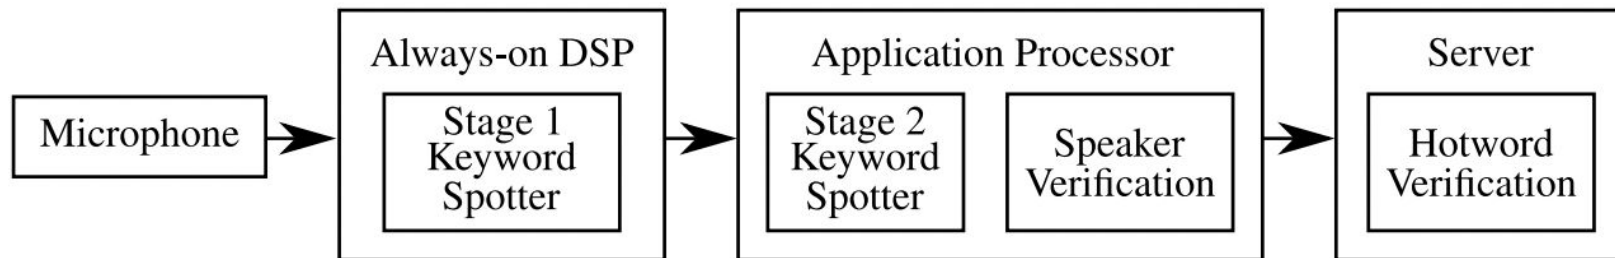 Microphone
Always-on DSP
Stage 1
Keyword
Spotter
Application Processor
Stage 2
Keyword
Spotter
Speaker
Verification
Server
Hotword
Verification